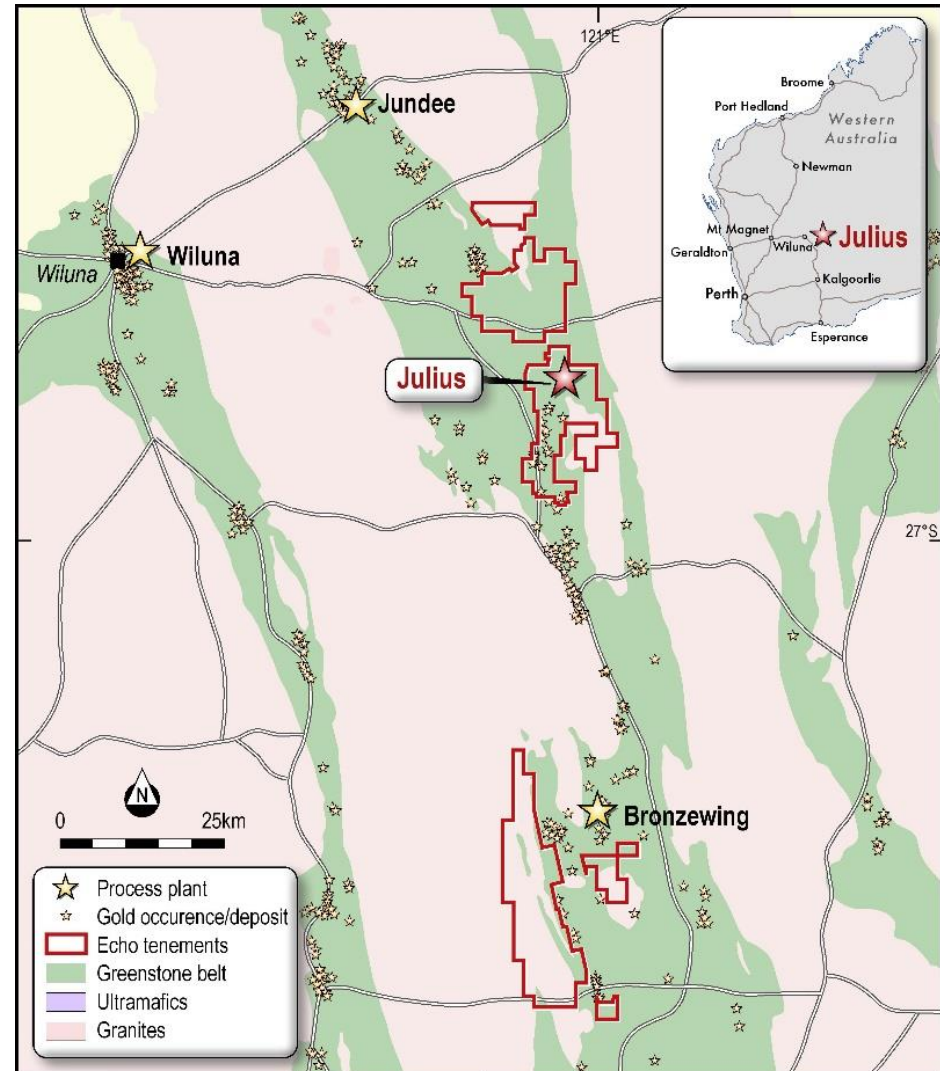 121°E
Broome
Port Hedland
Western
Australia
Newman
Mt Magnet
Wiluna
Julius
Geraldton
Kalgoorlie
Perth
Esperance
Jundee
Wiluna
Wiluna
Julius
27°S
Bronzewing
N
0 25km
Process plant
Gold occurence/deposit
Echo tenements
Greenstone belt
Ultramafics
Granites